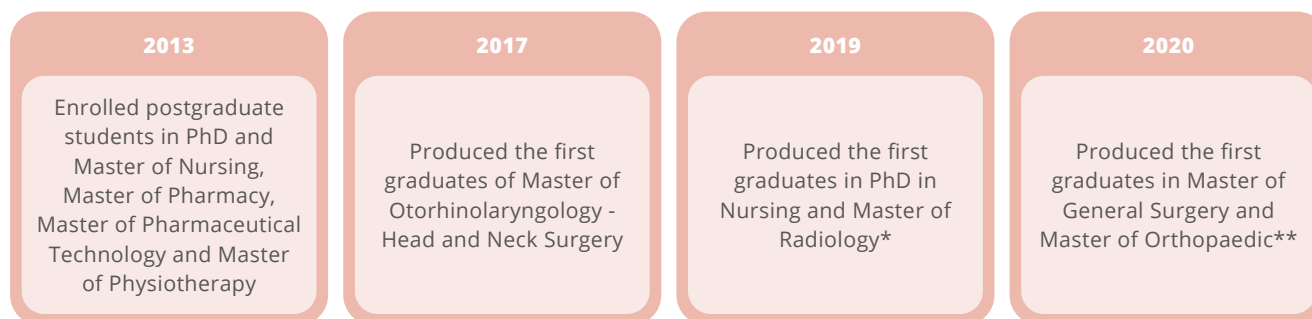 2013
Enrolled postgraduate
students in PhD and
Master of Nursing,
Master of Pharmacy,
Master of Pharmaceutical
Technology and Master
of Physiotherapy
2017
Produced the first
graduates of Master of
Otorhinolaryngology -
Head and Neck Surgery
2019
Produced the first
graduates in PhD in
Nursing and Master of
Radiology*
2020
Produced the first
graduates in Master of
General Surgery and
Master of Orthopaedic**